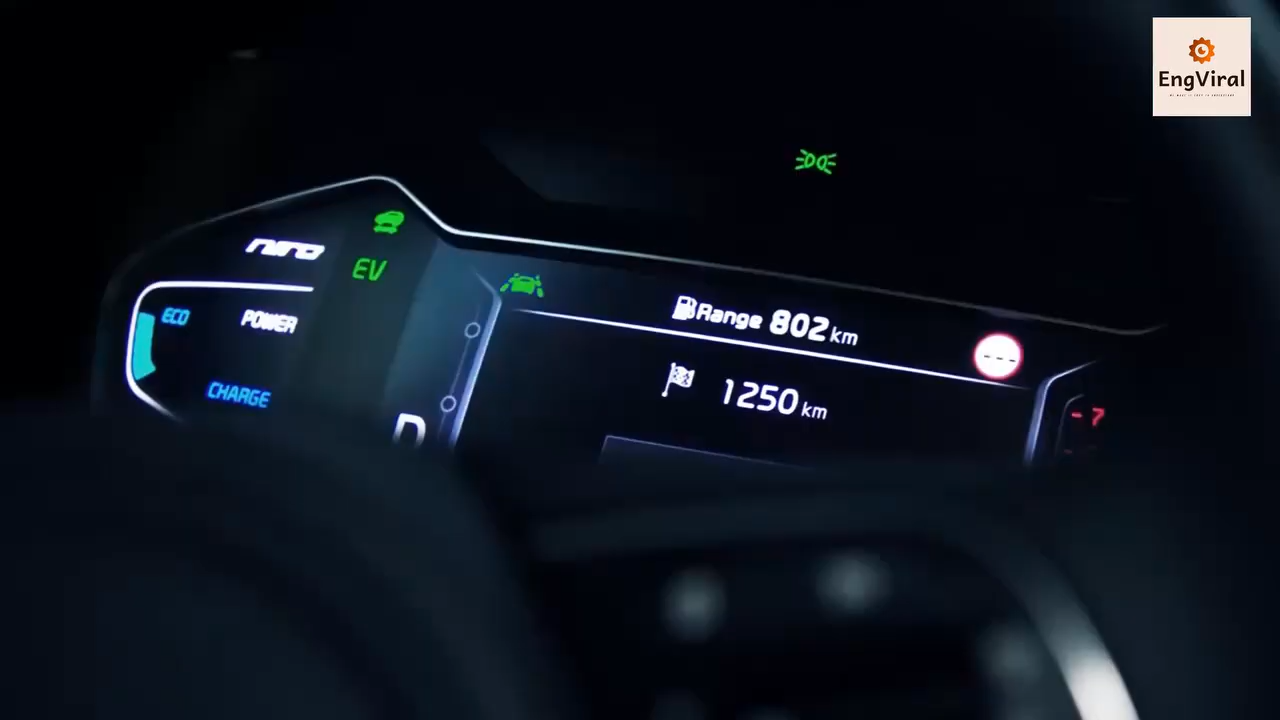 EngViral
niro
EV
ECO
POWER
CHARGE
D
Range 802 km
1250 km
---
- 7